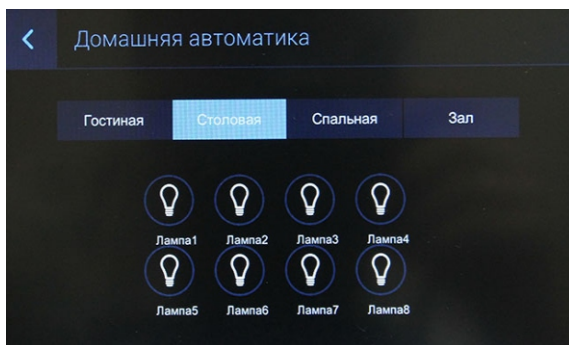 Домашняя автоматика
Гостиная Столовая Спальная Зал
Лампа1 Лампа2 Лампа3 Лампа4
Лампа5 Лампа6 Лампа7 Лампа8